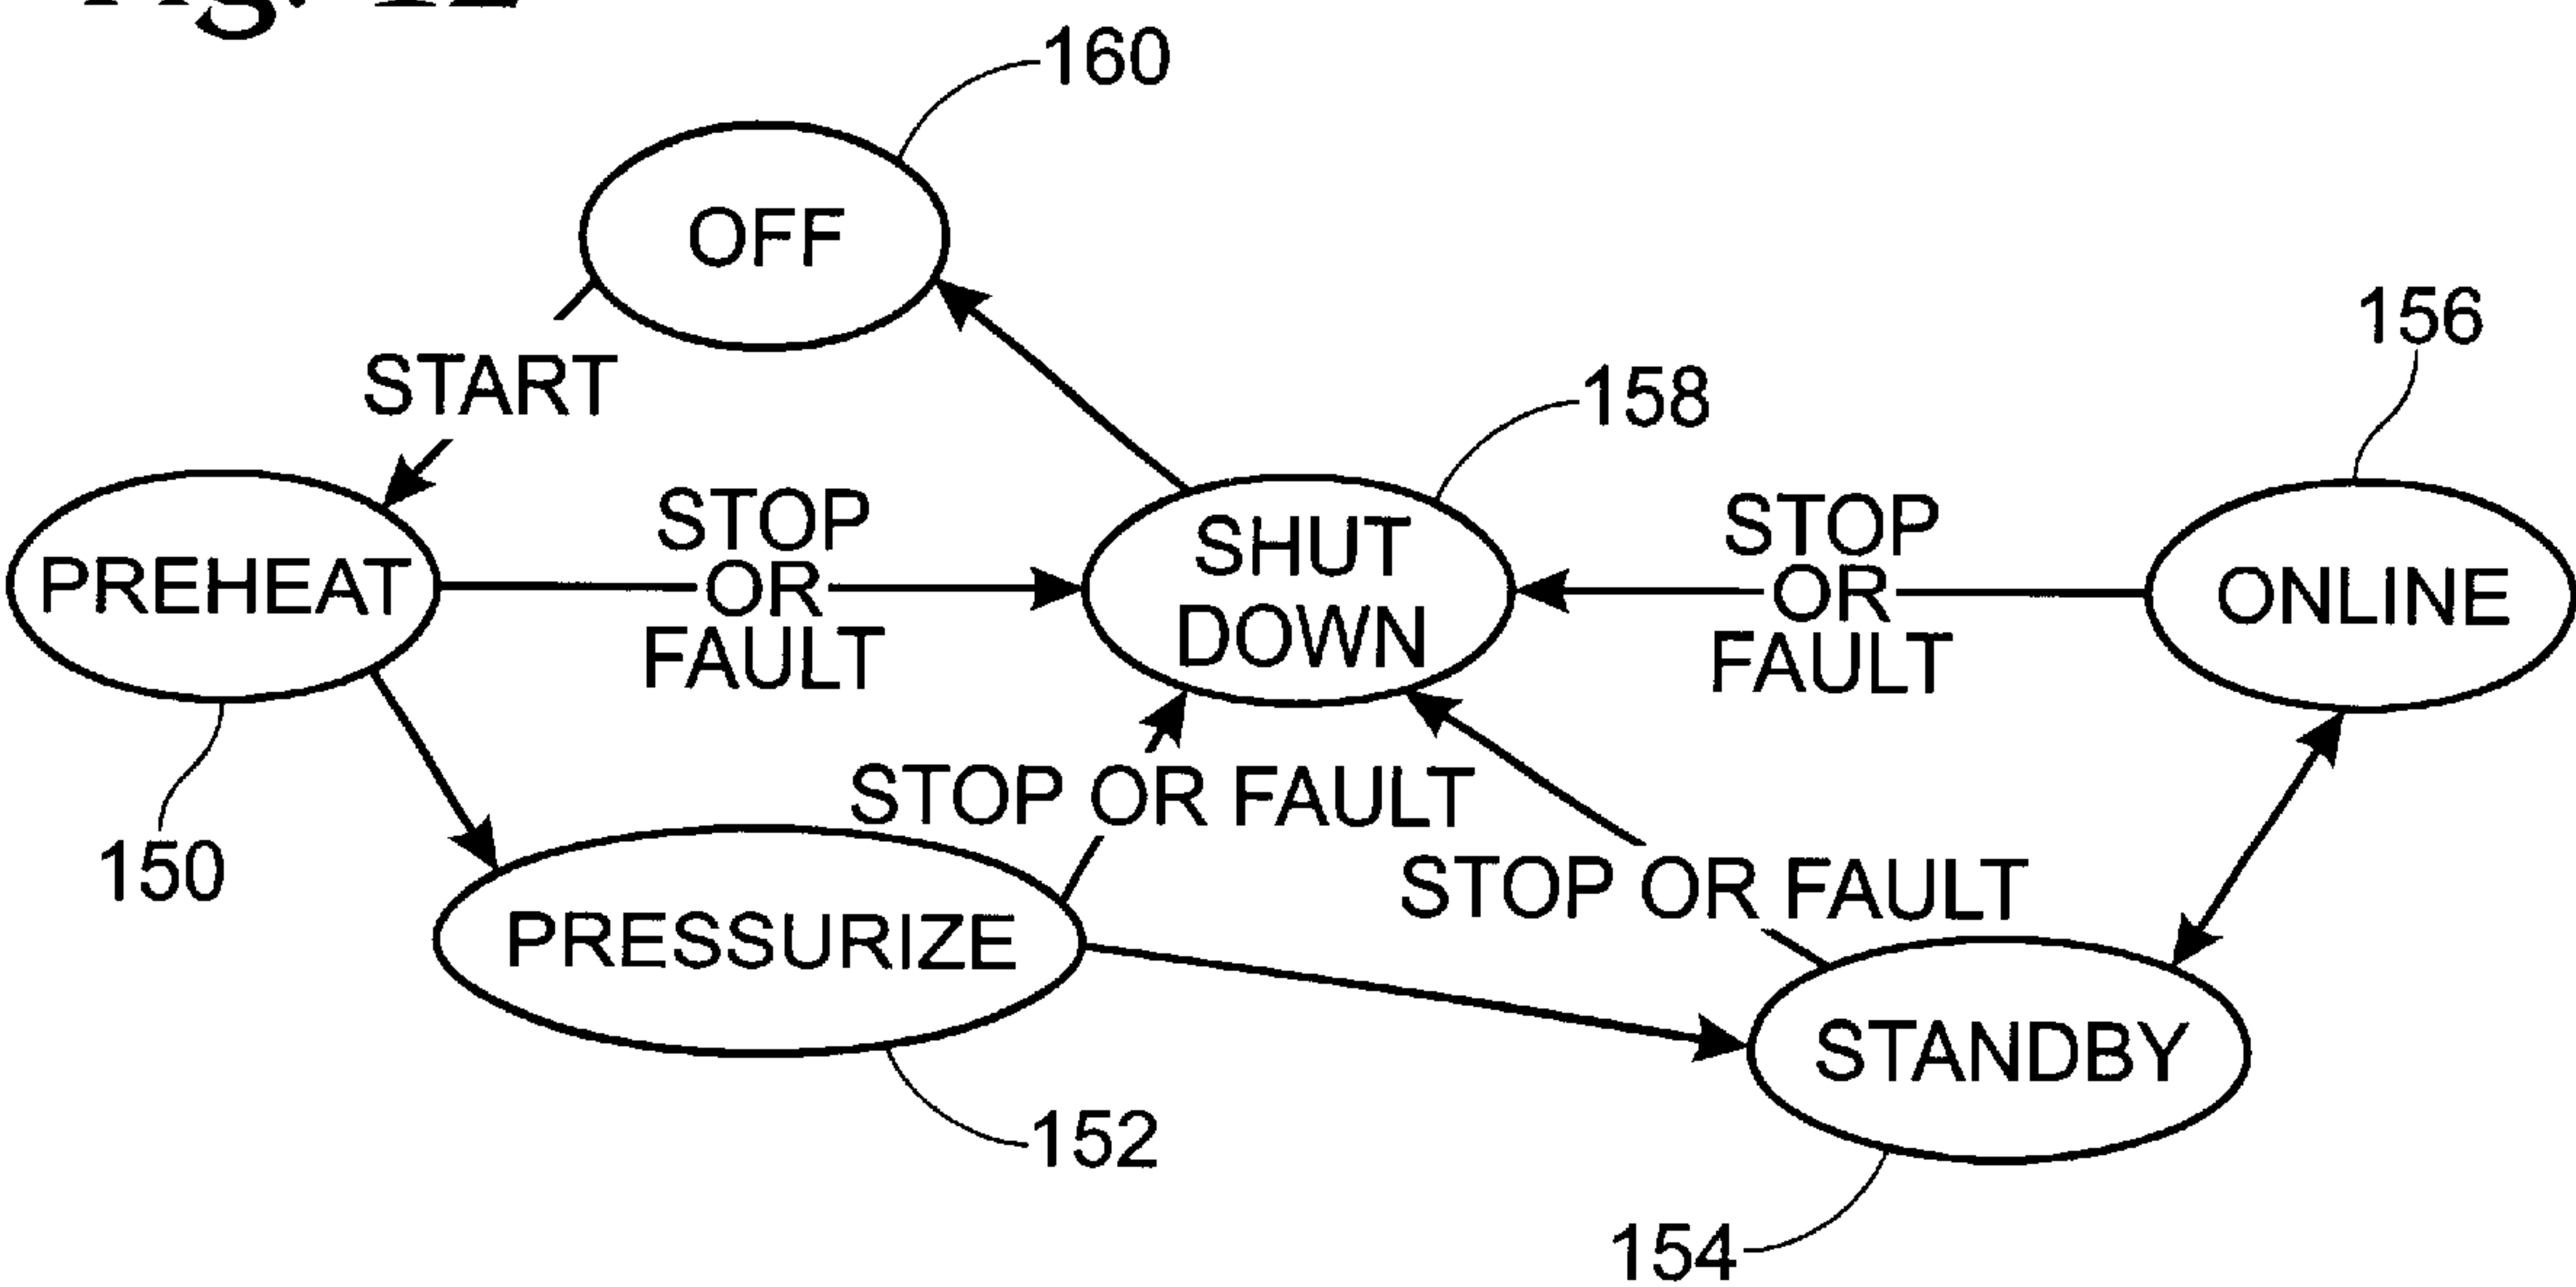 160
OFF
156
START
158
STOP
OR
FAULT
SHUT
DOWN
STOP
OR
FAULT
PREHEAT
ONLINE
STOP OR FAULT
150
STOP OR FAULT
PRESSURIZE
STANDBY
152
154